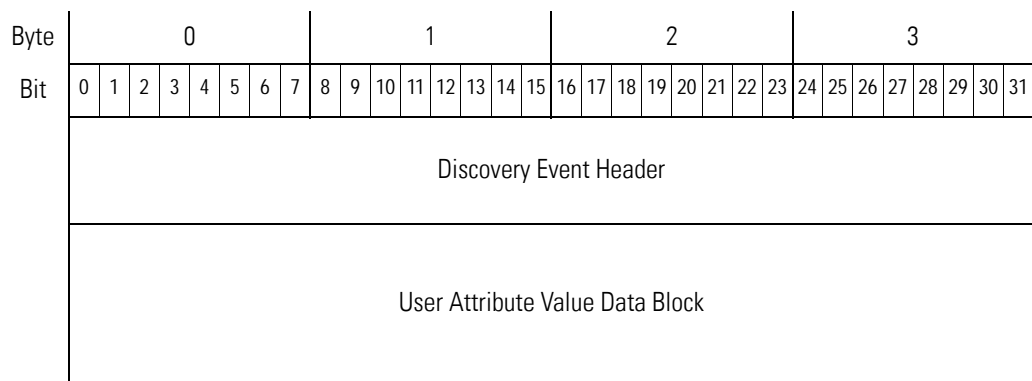 Byte 0 1 2 3
Bit 0 1 2 3 4 5 6 7 8 9 10 11 12 13 14 15 16 17 18 19 20 21 22 23 24 25 26 27 28 29 30 31
Discovery Event Header
User Attribute Value Data Block